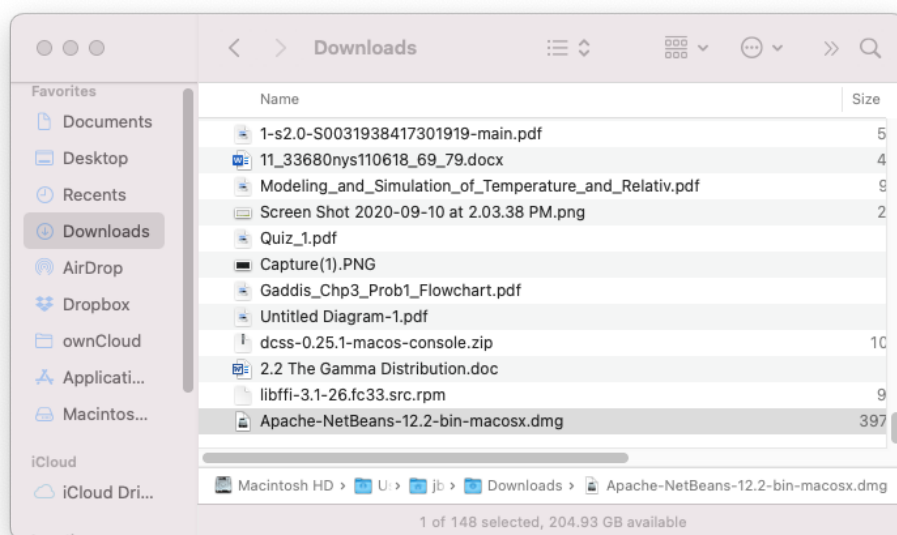 Downloads
Favorites
Documents
Desktop
Recents
Downloads
AirDrop
Dropbox
ownCloud
Applicati...
Macintos...
iCloud
iCloud Dri...
Name Size
1-s2.0-S0031938417301919-main.pdf 5
11_33680nys110618_69_79.docx 4
Modeling_and_Simulation_of_Temperature_and_Relativ.pdf 9
Screen Shot 2020-09-10 at 2.03.38 PM.png 2
Quiz_1.pdf
Capture(1).PNG
Gaddis_Chp3_Prob1_Flowchart.pdf
Untitled Diagram-1.pdf
dcss-0.25.1-macos-console.zip 10
2.2 The Gamma Distribution.doc
libffi-3.1-26.fc33.src.rpm 9
Apache-NetBeans-12.2-bin-macosx.dmg 397
Macintosh HD › U › jb › Downloads › Apache-NetBeans-12.2-bin-macosx.dmg
1 of 148 selected, 204.93 GB available